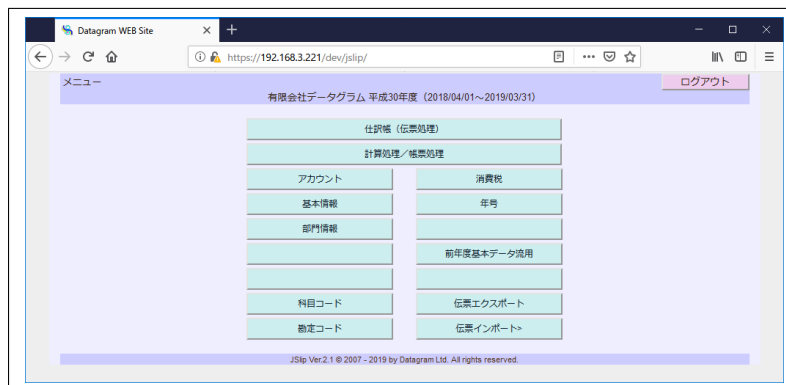 Datagram WEB Site
https://192.168.3.221/dev/jslip/
メニュー
ログアウト
有限会社データグラム 平成30年度（2018/04/01～2019/03/31）
仕訳帳（伝票処理）
計算処理／帳票処理
アカウント 消費税
基本情報 年号
部門情報
前年度基本データ流用
科目コード 伝票エクスポート
勘定コード 伝票インポート>
JSlip Ver.2.1 © 2007 - 2019 by Datagram Ltd. All rights reserved.